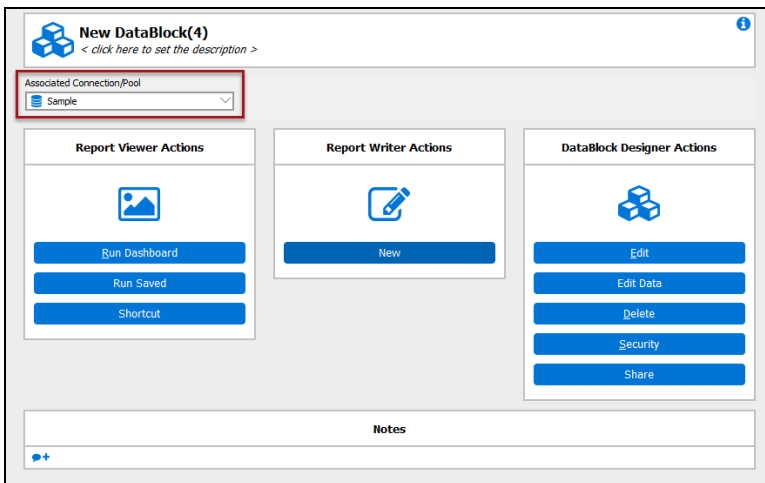 New DataBlock(4)
< click here to set the description >
Associated Connection/Pool
Sample
Report Viewer Actions
Run Dashboard
Run Saved
Shortcut
Report Writer Actions
New
DataBlock Designer Actions
Edit
Edit Data
Delete
Security
Share
Notes